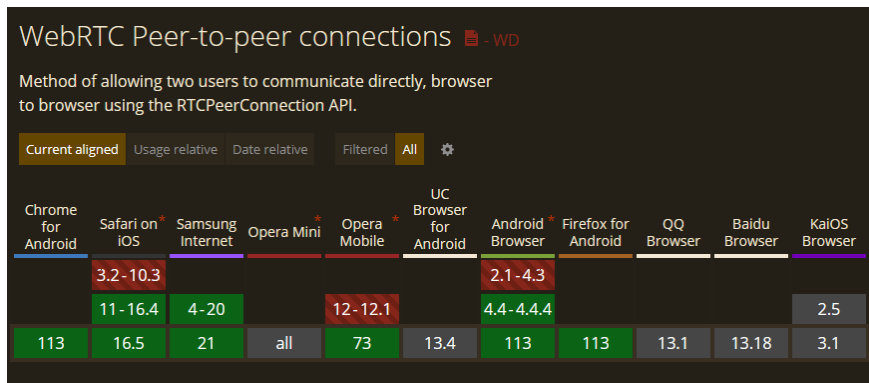 WebRTC Peer-to-peer connections - WD
Method of allowing two users to communicate directly, browser
to browser using the RTCPeerConnection API.
Current aligned Usage relative Date relative Filtered All
Chrome for Android
Safari on iOS *
Samsung Internet
Opera Mini *
Opera Mobile *
UC Browser for Android
Android Browser *
Firefox for Android
QQ Browser
Baidu Browser
KaiOS Browser
3.2-10.3 2.1-4.3
11-16.4 4-20 12-12.1 4.4-4.4.4 2.5
113 16.5 21 all 73 13.4 113 113 13.1 13.18 3.1